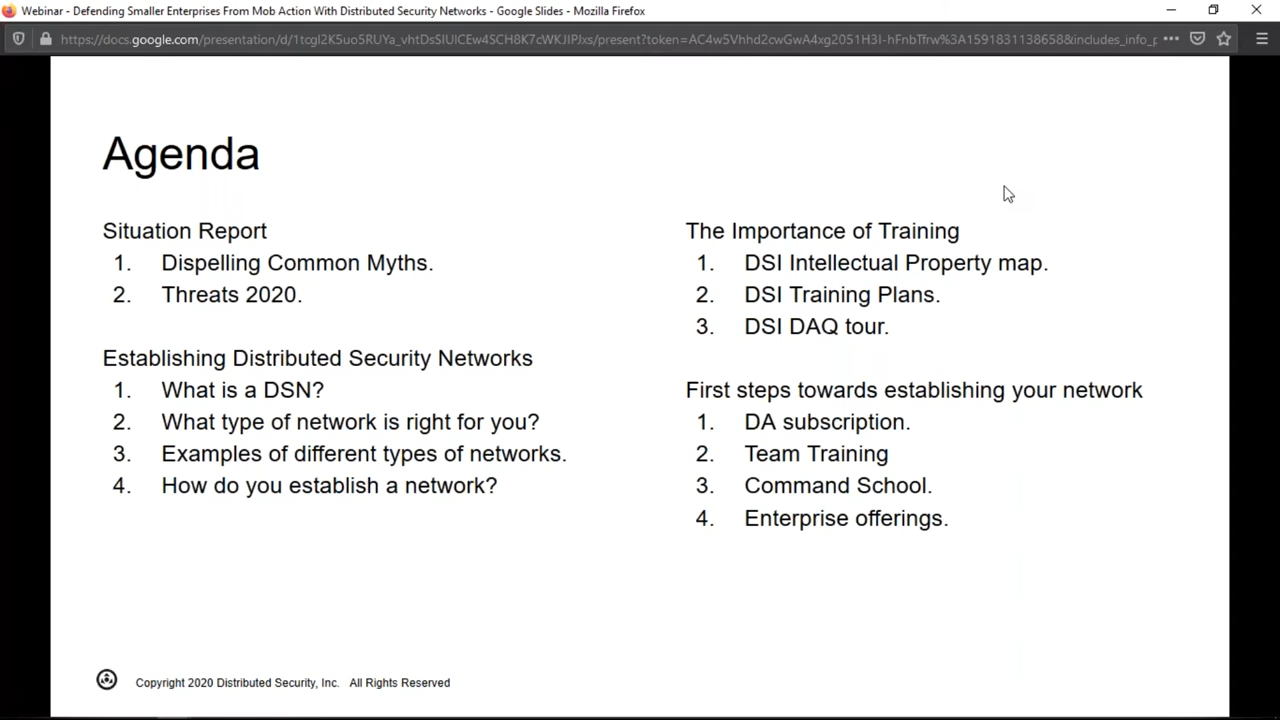 Webinar - Defending Smaller Enterprises From Mob Action With Distributed Security Networks - Google Slides - Mozilla Firefox
Agenda
Situation Report
1. Dispelling Common Myths.
2. Threats 2020.
Establishing Distributed Security Networks
1. What is a DSN?
2. What type of network is right for you?
3. Examples of different types of networks.
4. How do you establish a network?
The Importance of Training
1. DSI Intellectual Property map.
2. DSI Training Plans.
3. DSI DAQ tour.
First steps towards establishing your network
1. DA subscription.
2. Team Training
3. Command School.
4. Enterprise offerings.
Copyright 2020 Distributed Security, Inc. All Rights Reserved